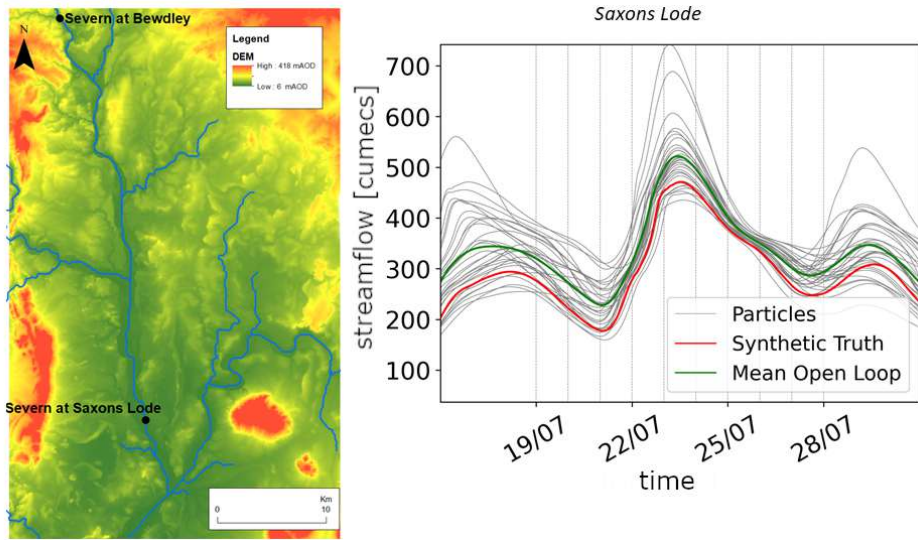 Severn at Bewdley
N
Legend
DEM
High : 418 mAOD
Low : 6 mAOD
Severn at Saxons Lode
Km
0 10
Saxons Lode
streamflow [cumecs]
700
600
500
400
300
200
100
Particles
Synthetic Truth
Mean Open Loop
19/07 22/07 25/07 28/07
time